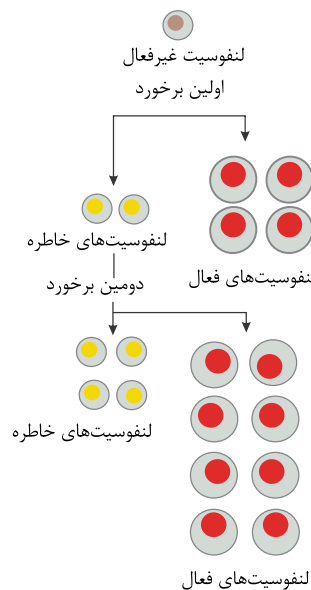 لنفوسیت غیرفعال
اولین برخورد
لنفوسیت‌های خاطره
لنفوسیت‌های فعال
دومین برخورد
لنفوسیت‌های خاطره
لنفوسیت‌های فعال